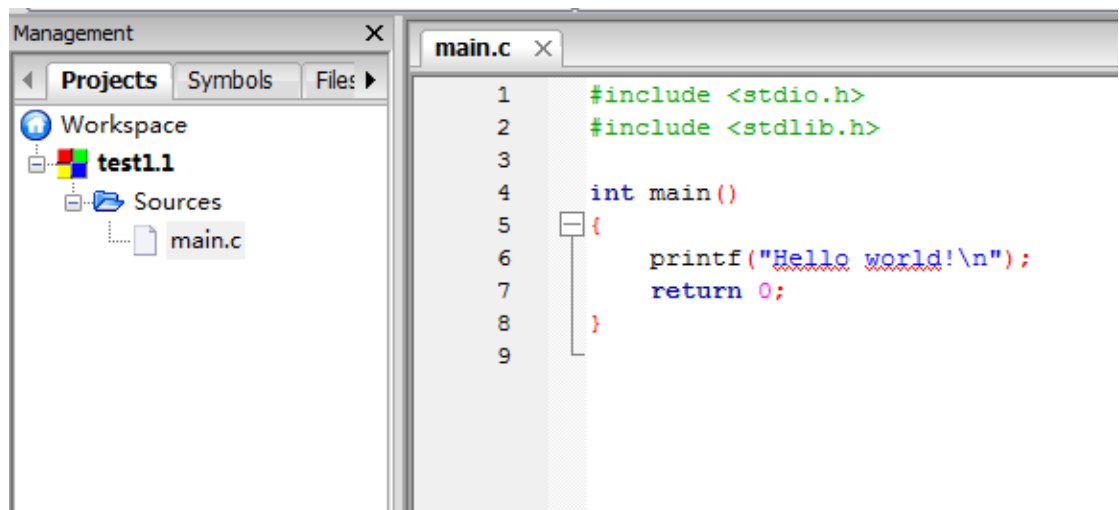 Management
Projects Symbols Files
Workspace
test1.1
Sources
main.c
main.c
1 #include <stdio.h>
2 #include <stdlib.h>
3
4 int main()
5 {
6 printf("Hello world!\n");
7 return 0;
8 }
9